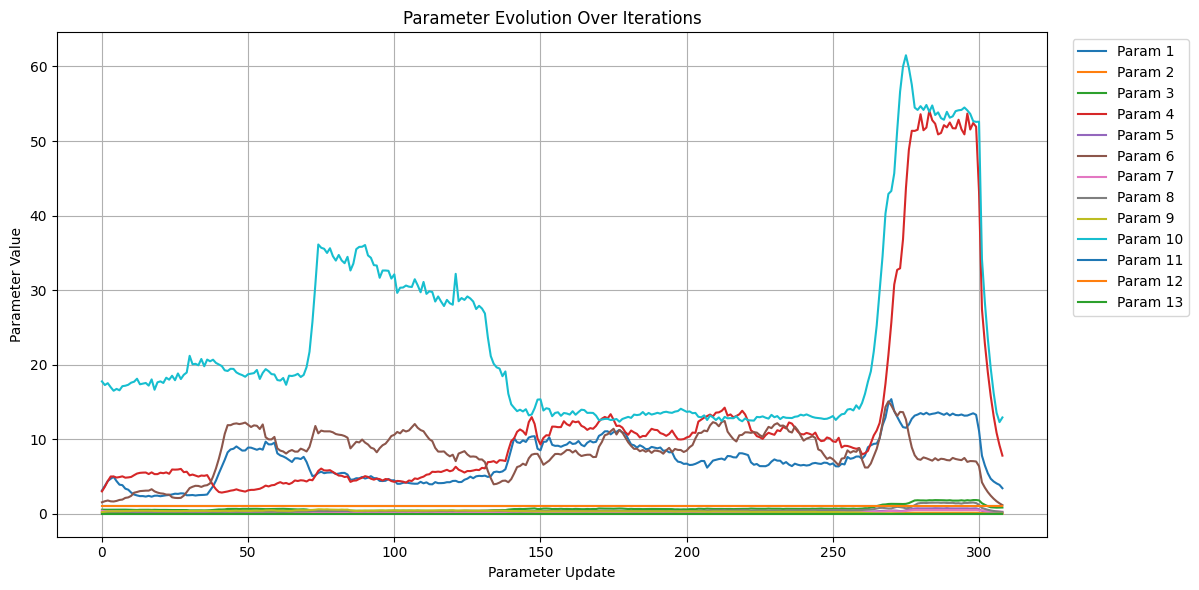 Parameter Evolution Over Iterations
Parameter Value
60
50
40
30
20
10
0
0 50 100 150 200 250 300
Parameter Update
Param 1
Param 2
Param 3
Param 4
Param 5
Param 6
Param 7
Param 8
Param 9
Param 10
Param 11
Param 12
Param 13